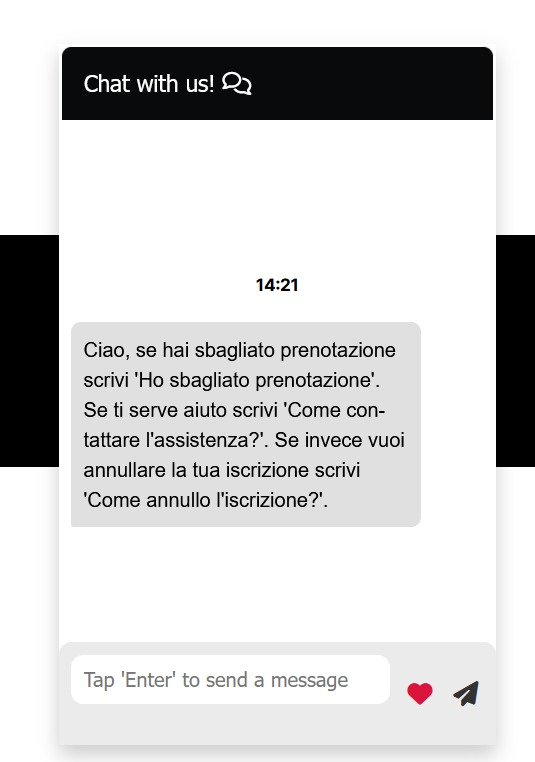 Chat with us!
14:21
Ciao, se hai sbagliato prenotazione
scrivi 'Ho sbagliato prenotazione'.
Se ti serve aiuto scrivi 'Come con-
tattare l'assistenza?'. Se invece vuoi
annullare la tua iscrizione scrivi
'Come annullo l'iscrizione?'.
Tap 'Enter' to send a message